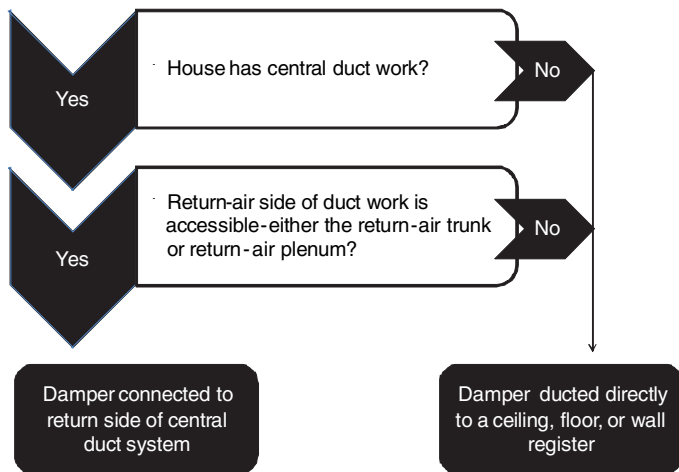 House has central duct work?
No
Yes
Return-air side of duct work is
accessible-either the return-air trunk
or return-air plenum?
No
Yes
Damper connected to
return side of central
duct system
Damper ducted directly
to a ceiling, floor, or wall
register